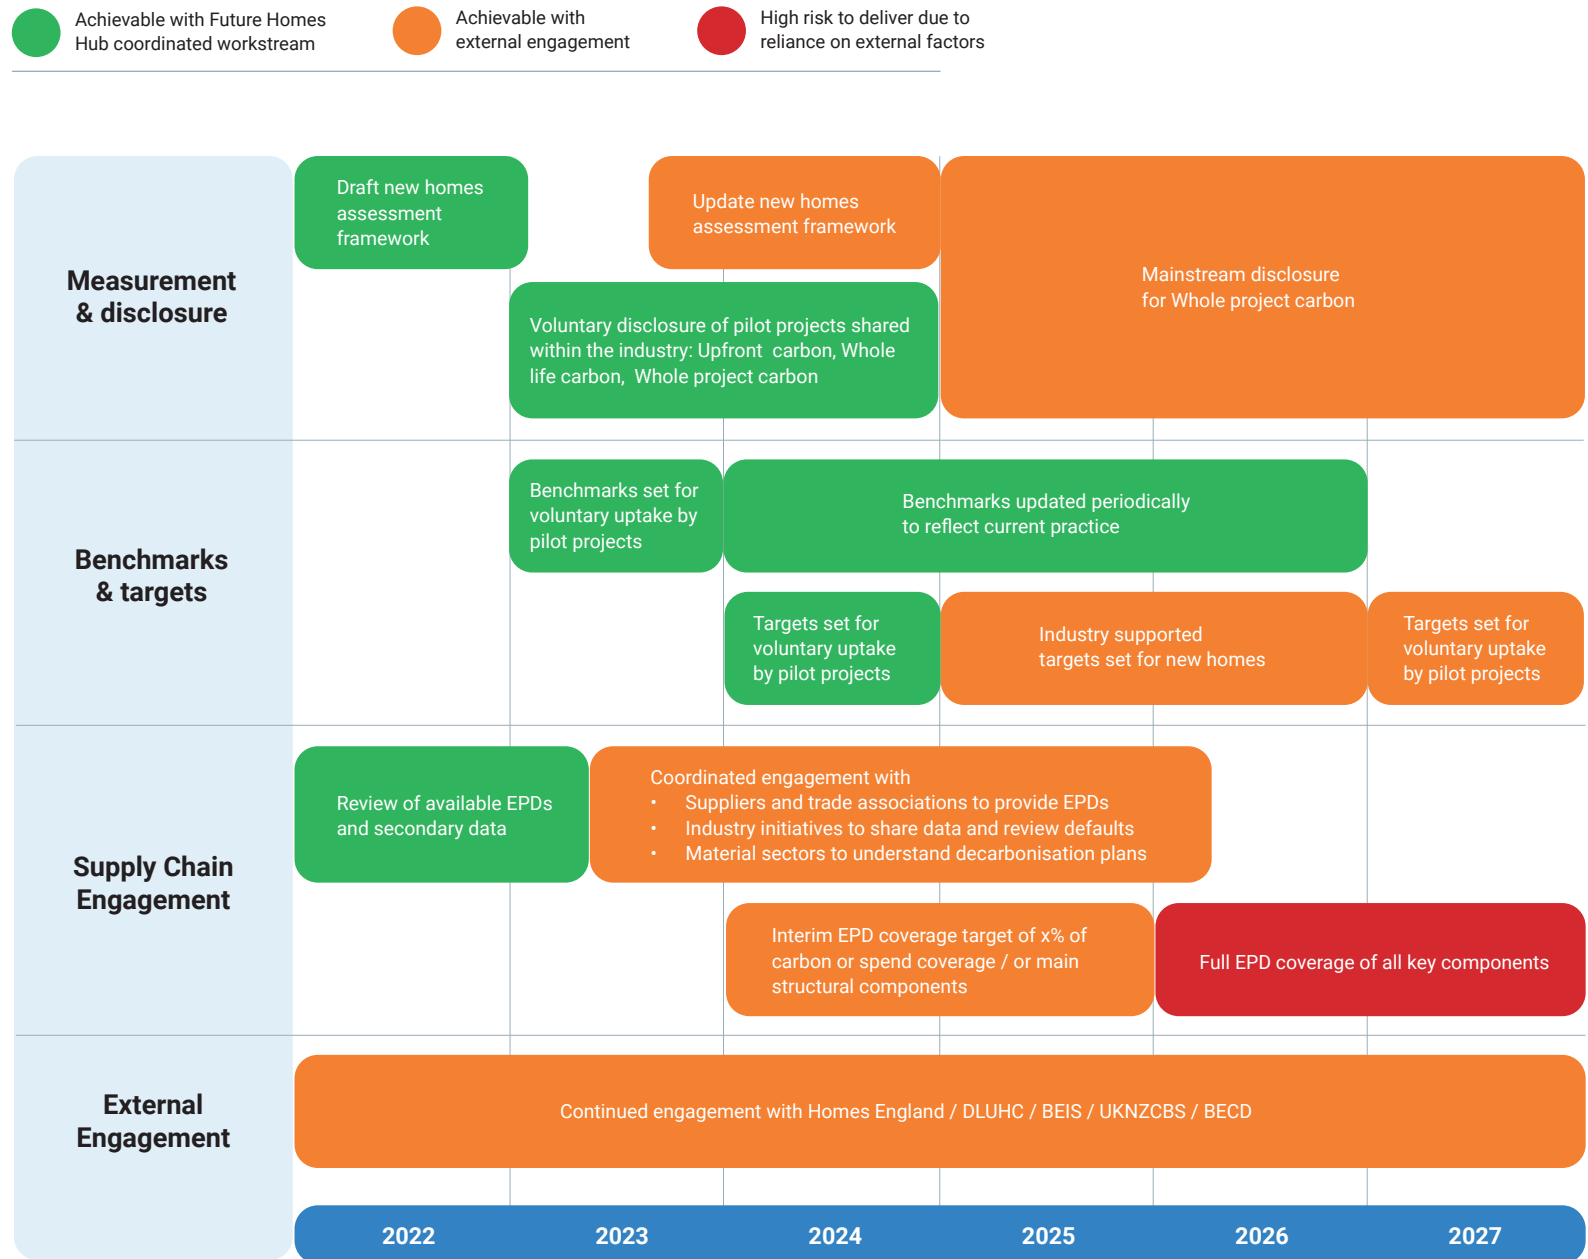 Achievable with Future Homes
Hub coordinated workstream
Achievable with
external engagement
High risk to deliver due to
reliance on external factors
Measurement
& disclosure
Draft new homes
assessment
framework
Update new homes
assessment framework
Voluntary disclosure of pilot projects shared
within the industry: Upfront carbon, Whole
life carbon, Whole project carbon
Mainstream disclosure
for Whole project carbon
Benchmarks
& targets
Benchmarks set for
voluntary uptake by
pilot projects
Benchmarks updated periodically
to reflect current practice
Targets set for
voluntary uptake
by pilot projects
Industry supported
targets set for new homes
Targets set for
voluntary uptake
by pilot projects
Supply Chain
Engagement
Review of available EPDs
and secondary data
Coordinated engagement with
• Suppliers and trade associations to provide EPDs
• Industry initiatives to share data and review defaults
• Material sectors to understand decarbonisation plans
Interim EPD coverage target of x% of
carbon or spend coverage / or main
structural components
Full EPD coverage of all key components
External
Engagement
Continued engagement with Homes England / DLUHC / BEIS / UKNZCBS / BECD
2022 2023 2024 2025 2026 2027